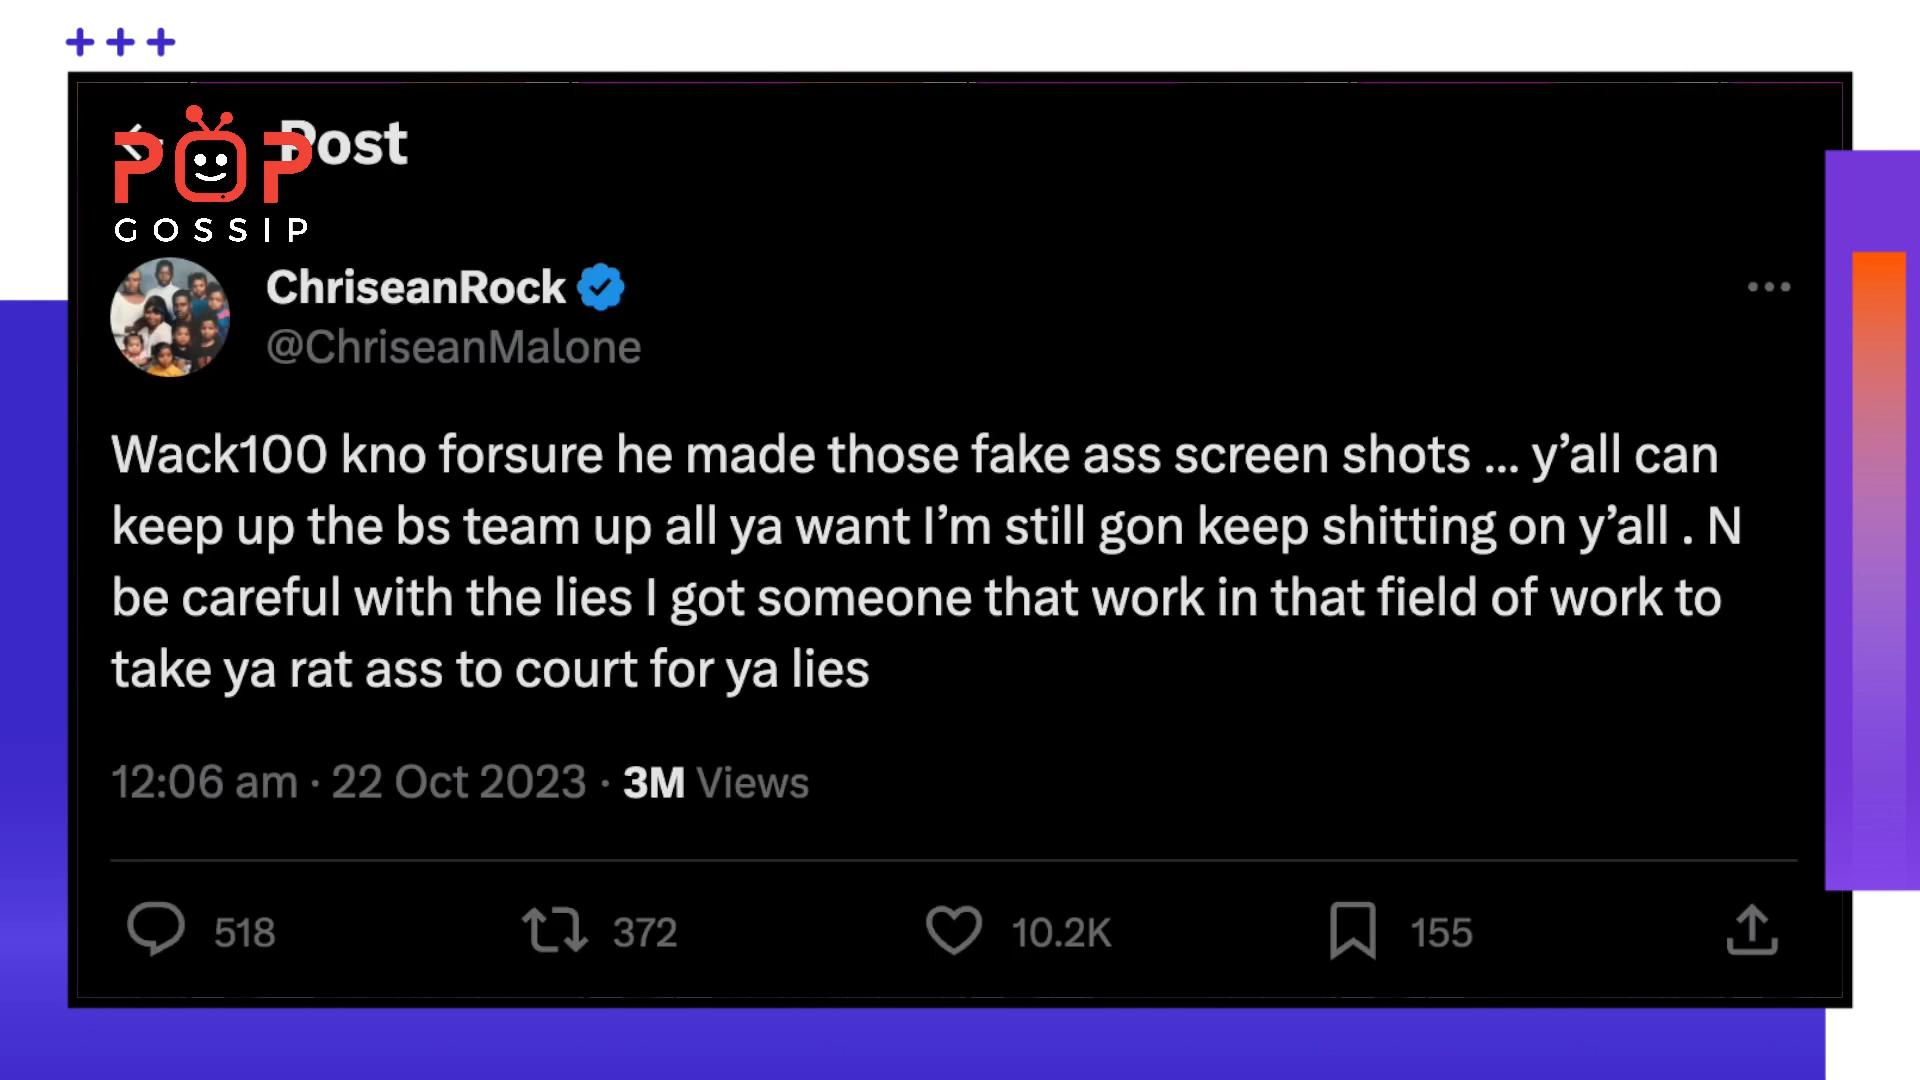 Post
POP
GOSSIP
ChriseanRock
@ChriseanMalone
Wack100 kno forsure he made those fake ass screen shots ... y’all can
keep up the bs team up all ya want I’m still gon keep shitting on y’all . N
be careful with the lies I got someone that work in that field of work to
take ya rat ass to court for ya lies
12:06 am · 22 Oct 2023 · 3M Views
518 372 10.2K 155